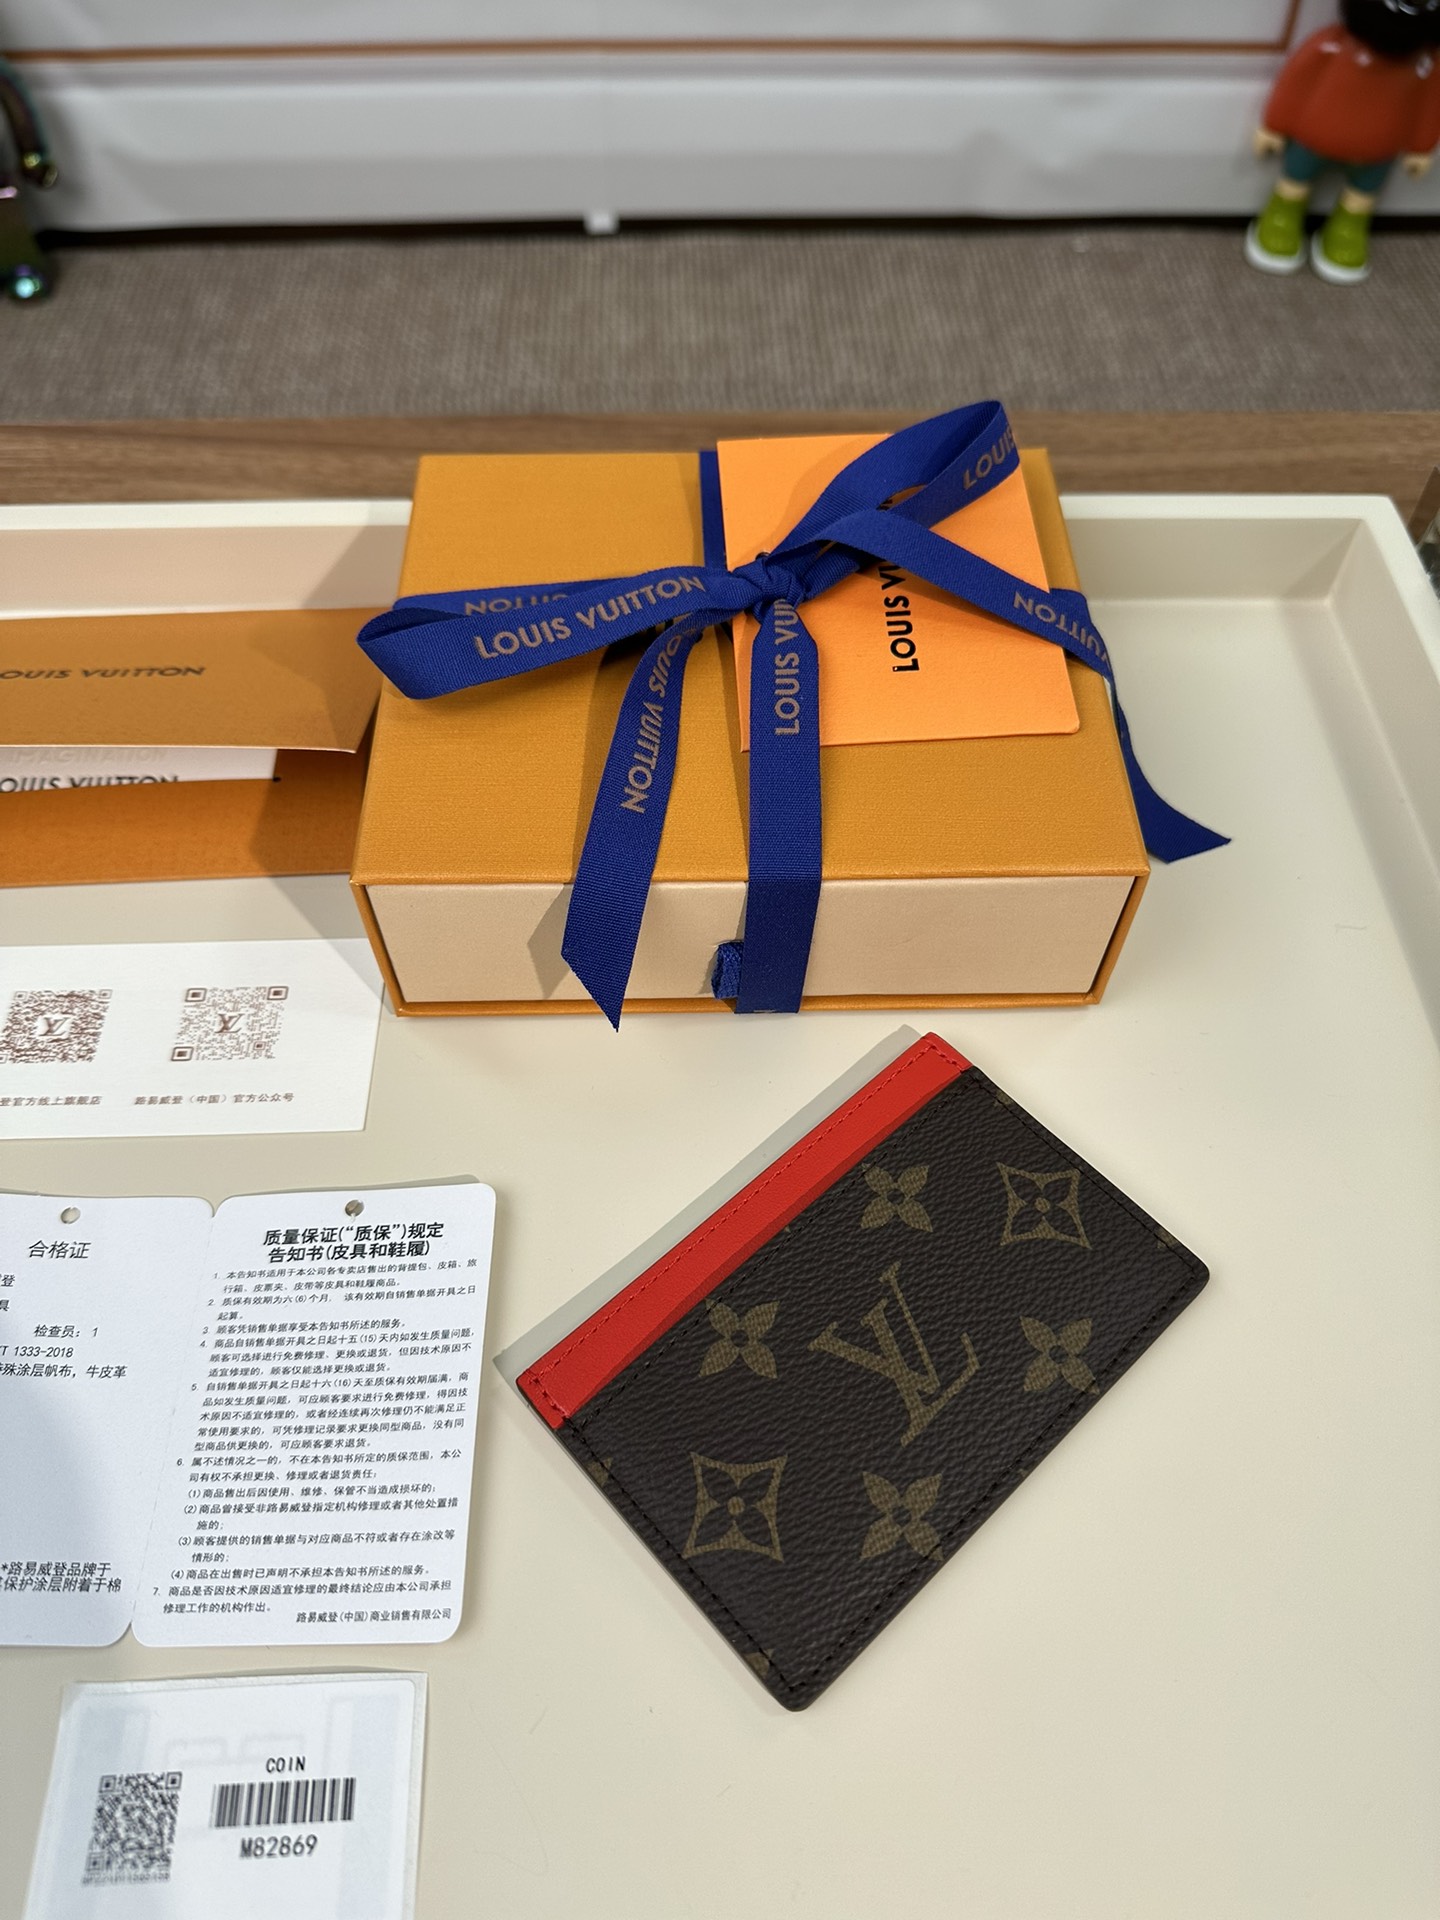 LOUIS
LOUIS VUITTON
VUITTON
LOUIS VUITTON
LOUIS VUI
LOUIS V
OUIS VUITTON
IMAGINATION
LOUIS VUITTON
LV
LV
登官方线上旗舰店
路易威登（中国）官方公众号
合格证
登
具
检查员：1
T 1333-2018
殊涂层帆布，牛皮革
*路易威登品牌于
保护涂层附着于棉
质量保证(“质保”)规定
告知书(皮具和鞋履)
1. 本告知书适用于本公司各专卖店售出的背提包、皮箱、旅
行箱、皮票夹、皮带等皮具和鞋履商品。
2. 质保有效期为六(6)个月，该有效期自销售单据开具之日
起算。
3. 顾客凭销售单据享受本告知书所述的服务。
4. 商品自销售单据开具之日起十五(15)天内如发生质量问题，
顾客可选择进行免费修理、更换或退货，但因技术原因不
适宜修理的，顾客仅能选择更换或退货。
5. 自销售单据开具之日起十六(16)天至质保有效期届满，商
品如发生质量问题，可应顾客要求进行免费修理，得因技
术原因不适宜修理的，或者经连续再次修理仍不能满足正
常使用要求的，可凭修理记录要求更换同型商品，没有同
型商品供更换的，可应顾客要求退货。
6. 属下述情况之一的，不在本告知书所定的质保范围，本公
司有权不承担更换、修理或者退货责任：
(1)商品售出后因使用、维修、保管不当造成损坏的；
(2)商品曾接受非路易威登指定机构修理或者其他处置措
施的；
(3)顾客提供的销售单据与对应商品不符或者存在涂改等
情形的；
(4)商品在出售时已声明不承担本告知书所述的服务。
7. 商品是否因技术原因适宜修理的最终结论应由本公司承担
修理工作的机构作出。
路易威登(中国)商业销售有限公司
LV
COIN
M82869